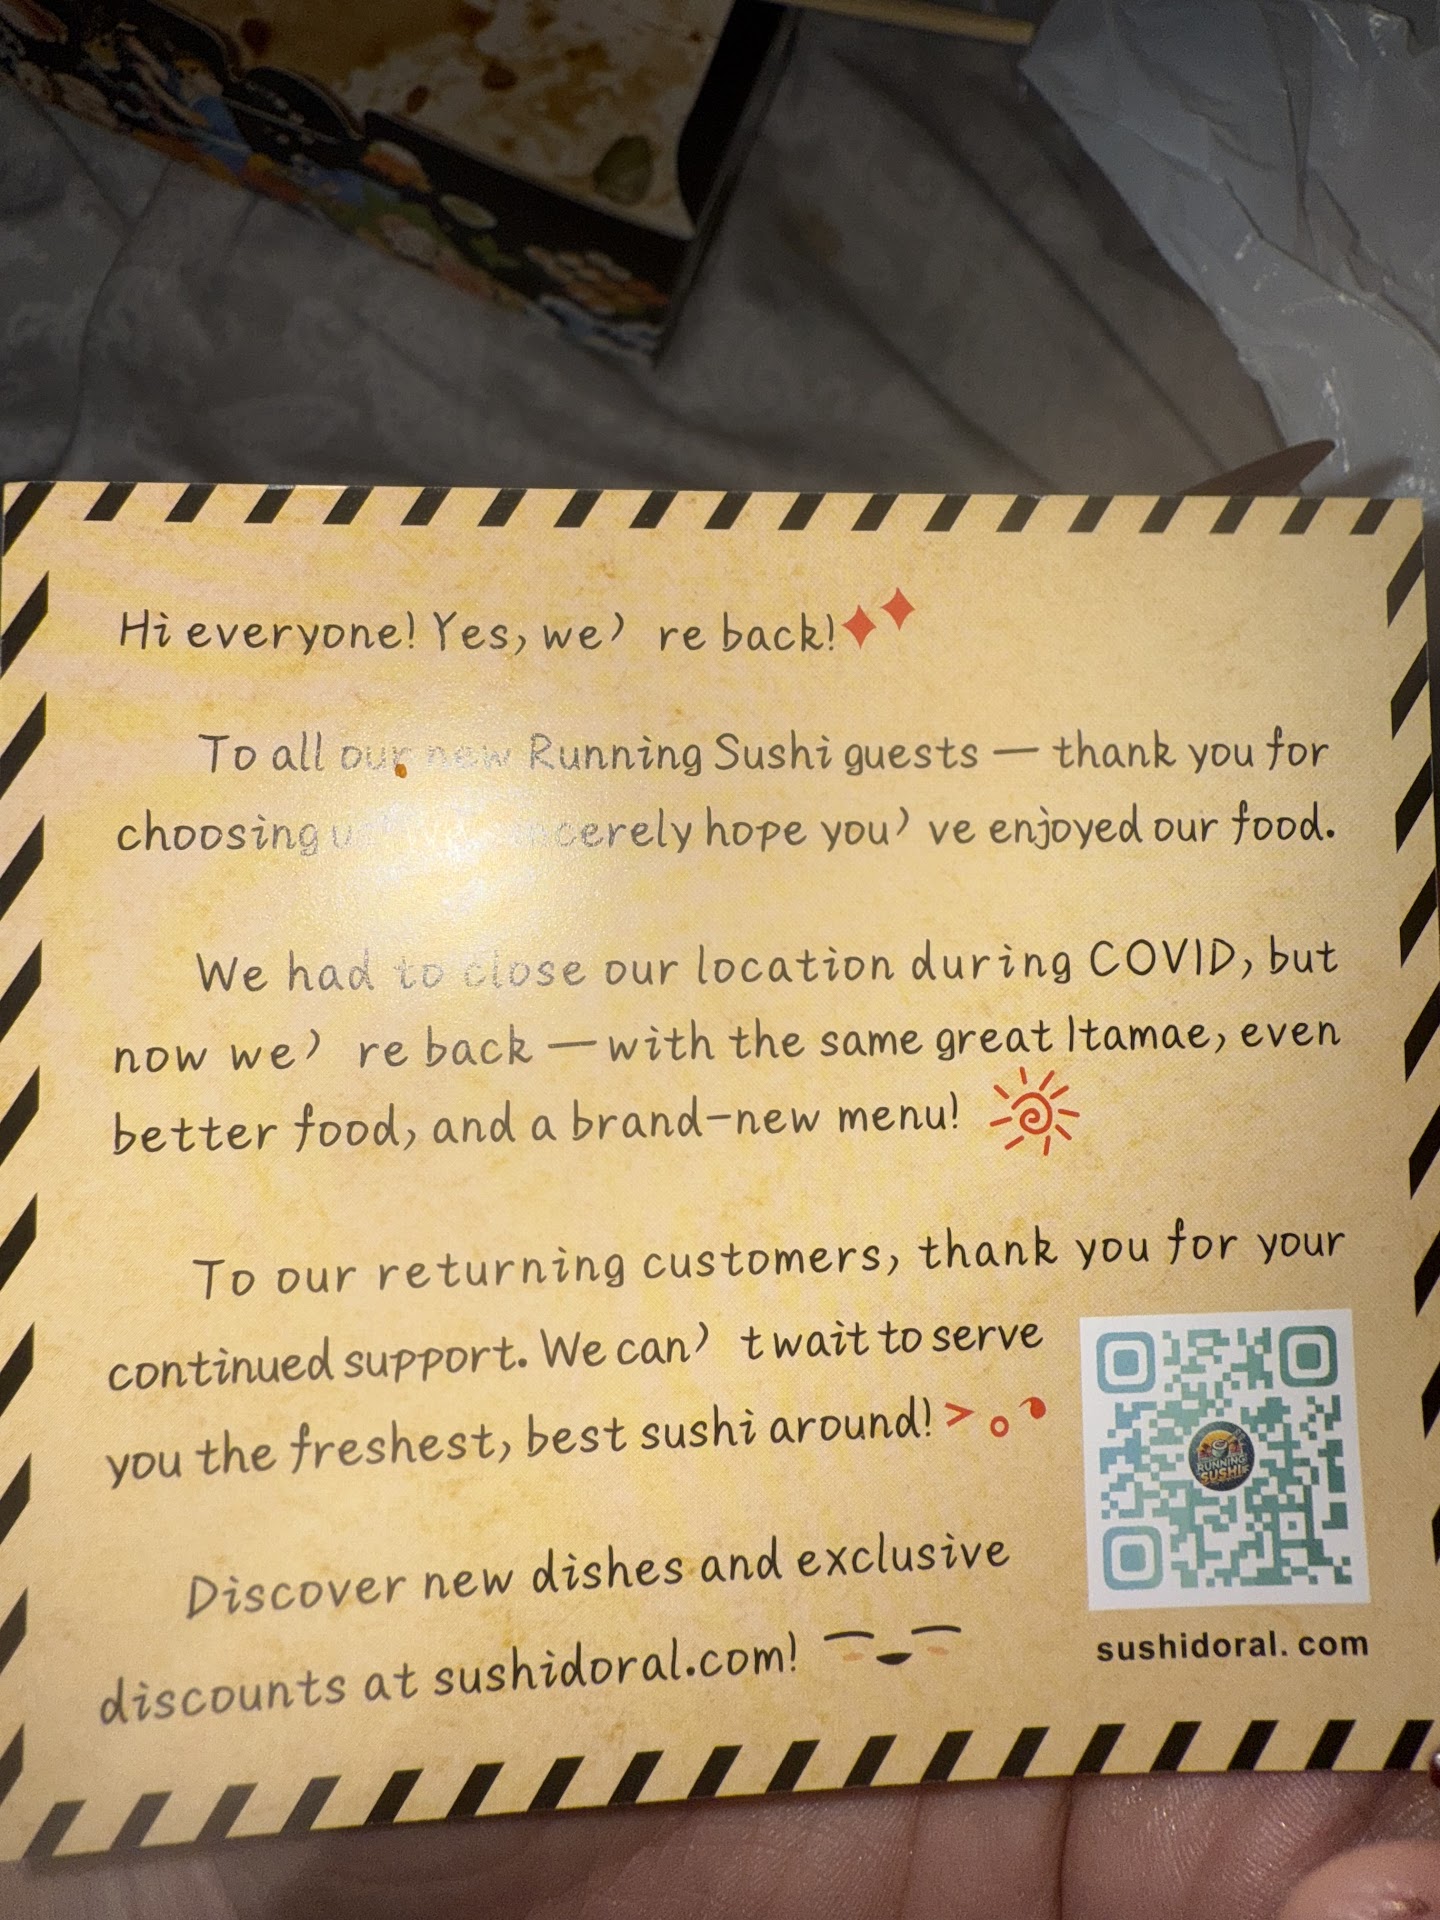 Hi everyone! Yes, we’ re back!
To all our new Running Sushi guests — thank you for
choosing sincerely hope you’ ve enjoyed our food.
We had to close our location during COVID, but
now we’ re back — with the same great Itamae, even
better food, and a brand-new menu!
To our returning customers, thank you for your
continued support. We can’ t wait to serve
you the freshest, best sushi around!
Discover new dishes and exclusive
discounts at sushidoral.com!
RUNNING
SUSHI
sushidoral. com